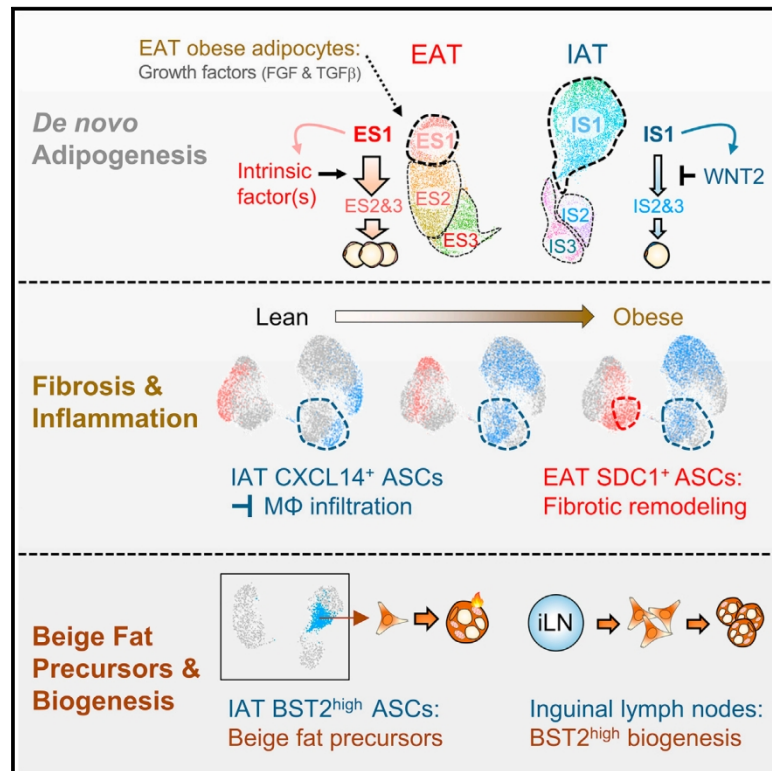 EAT obese adipocytes:
Growth factors (FGF & TGFβ)
EAT
IAT
De novo
Adipogenesis
ES1
Intrinsic
factor(s)
ES2&3
ES1
ES2
ES3
IS1
IS2
IS3
IS1
WNT2
IS2&3
Lean
Obese
Fibrosis &
Inflammation
IAT CXCL14+ ASCs
MΦ infiltration
EAT SDC1+ ASCs:
Fibrotic remodeling
Beige Fat
Precursors &
Biogenesis
IAT BST2high ASCs:
Beige fat precursors
iLN
Inguinal lymph nodes:
BST2high biogenesis